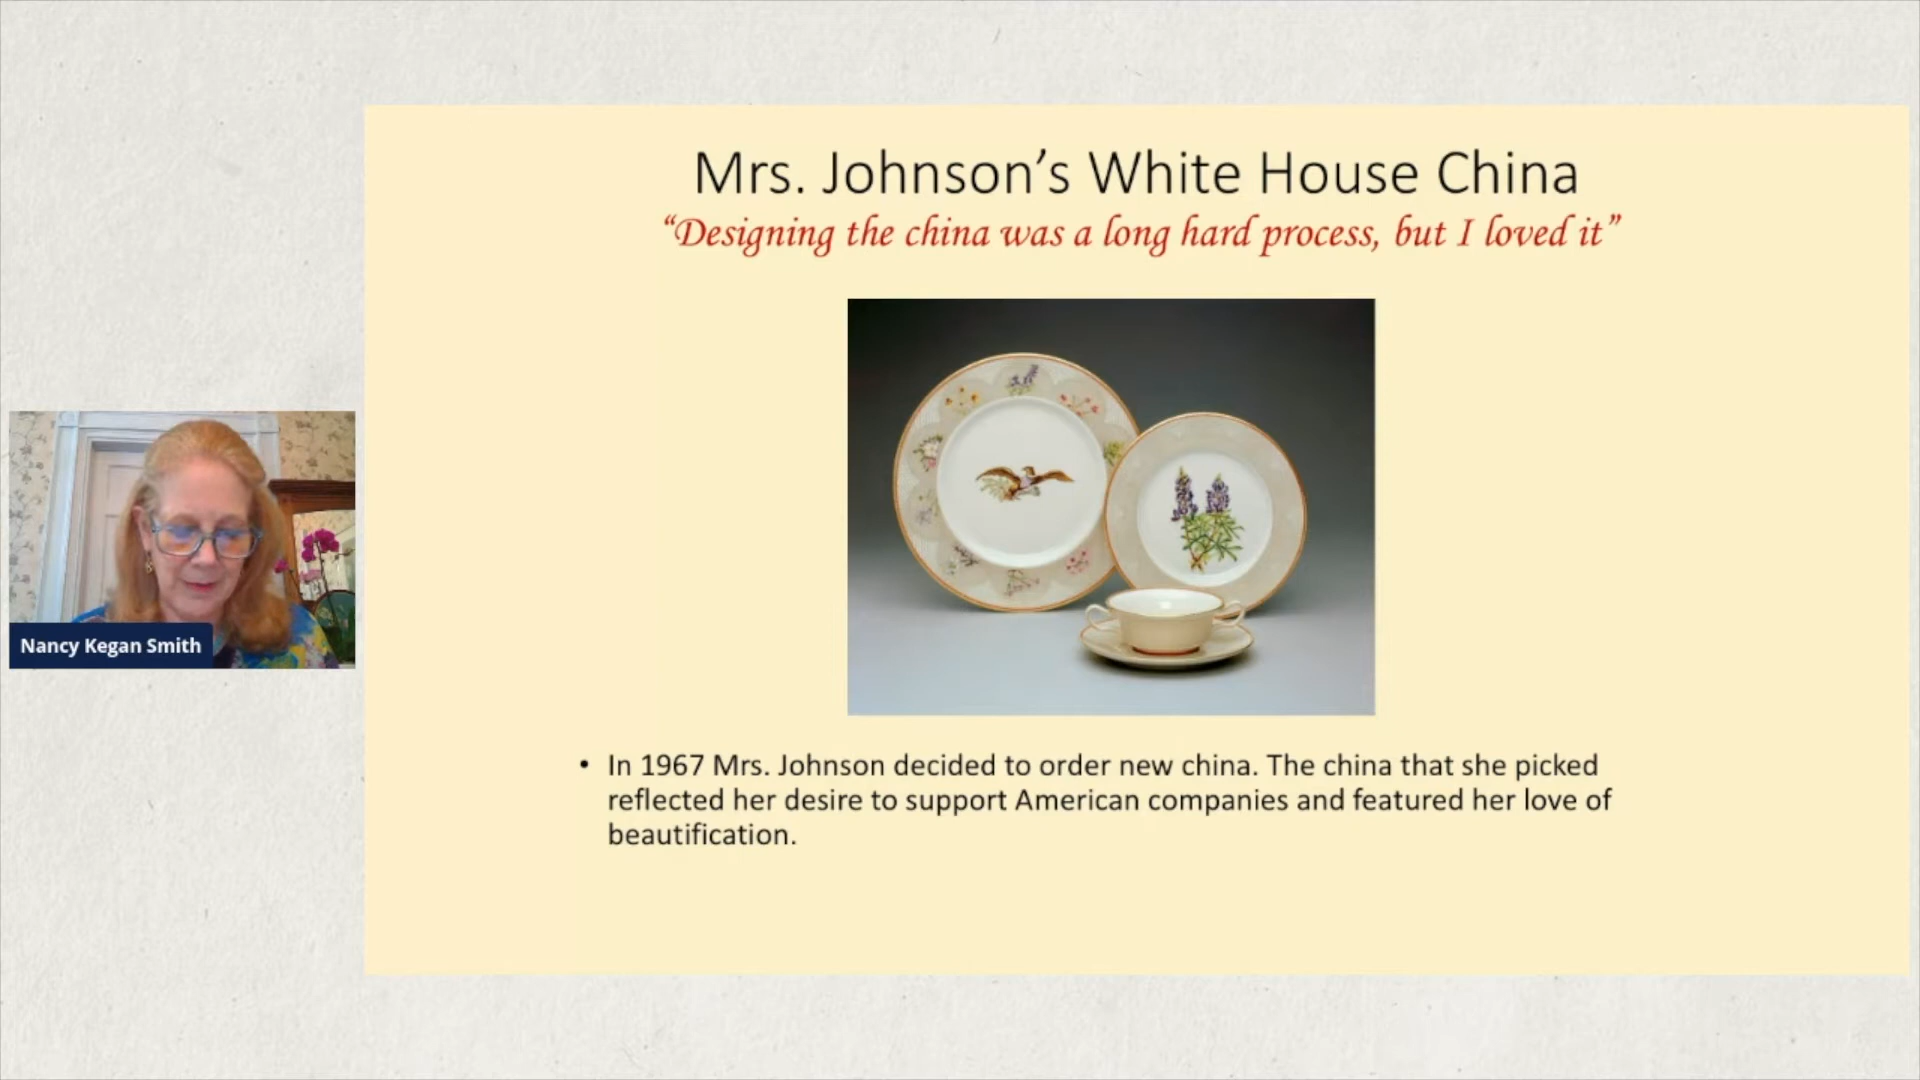 Mrs. Johnson’s White House China
“Designing the china was a long hard process, but I loved it”
Nancy Kegan Smith
• In 1967 Mrs. Johnson decided to order new china. The china that she picked
reflected her desire to support American companies and featured her love of
beautification.